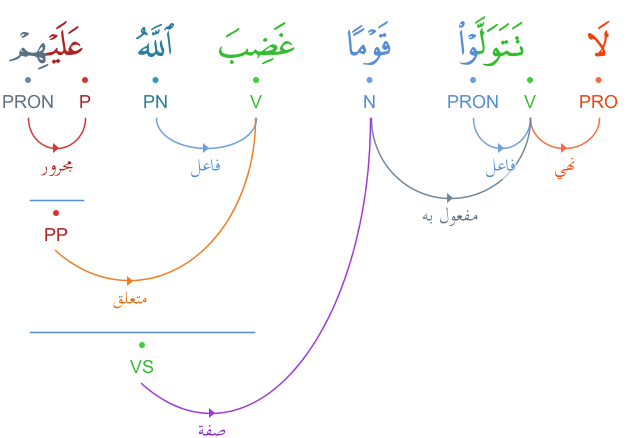 لَا تَتَوَلَّوْا۟ قَوْمًا غَضِبَ ٱللَّهُ عَلَيْهِمْ
PRON P PN V N PRON V PRO
مجرور فاعل فاعل نهي
مفعول به
PP
متعلق
VS
صفة